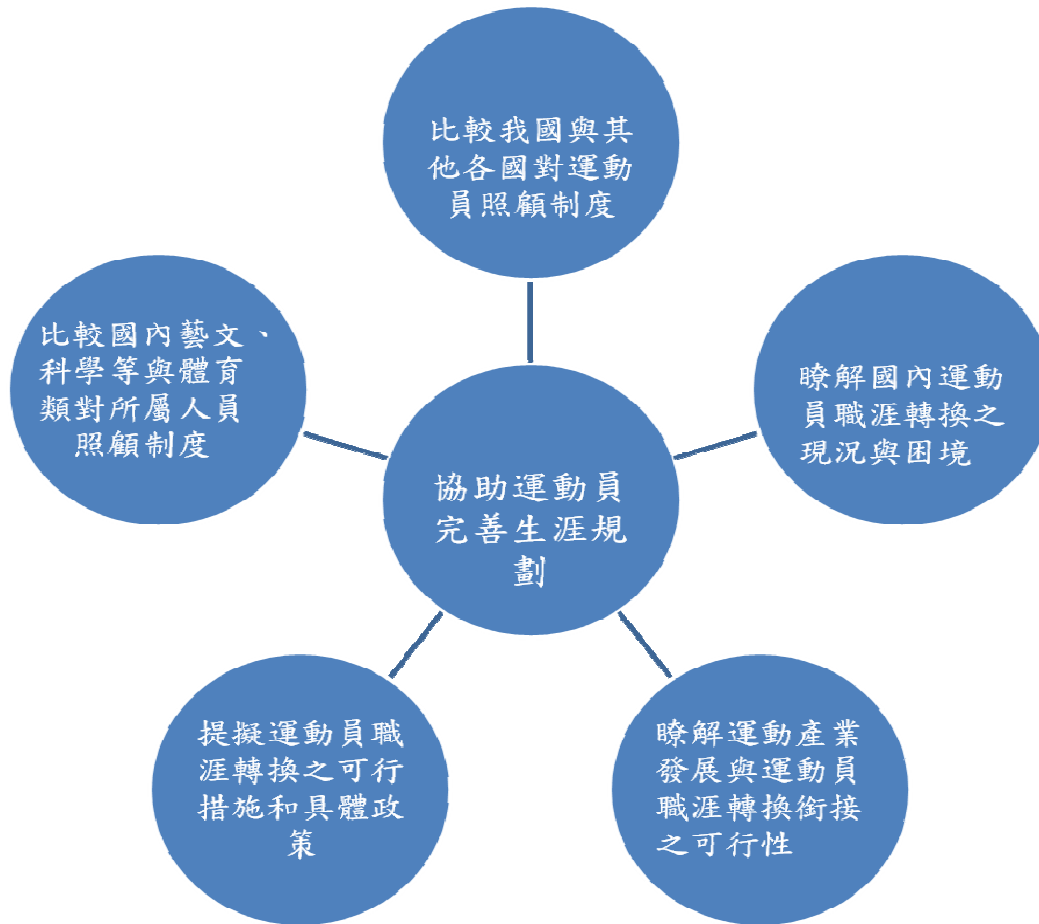 比較我國與其
他各國對運動
員照顧制度
比較國內藝文、
科學等與體育
類對所屬人員
照顧制度
瞭解國內運動
員職涯轉換之
現況與困境
協助運動員
完善生涯規
劃
提擬運動員職
涯轉換之可行
措施和具體政
策
瞭解運動產業
發展與運動員
職涯轉換銜接
之可行性